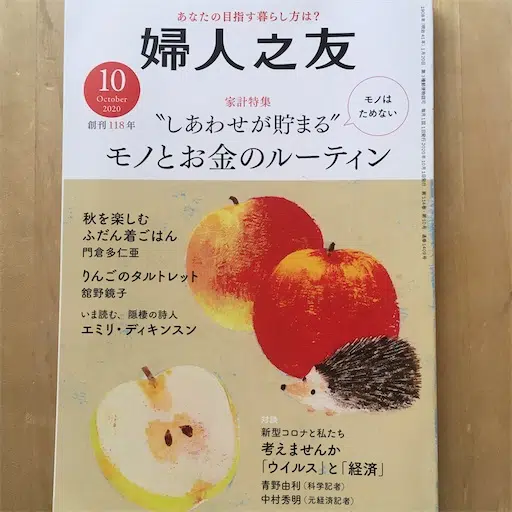 あなたの目指す暮らし方は?
婦人之友
10
October
2020
創刊118年
家計特集
"しあわせが貯まる"
モノとお金のルーティン
モノは
ためない
秋を楽しむ
ふだん着ごはん
門倉多仁亜
りんごのタルトレット
舘野鏡子
いま読む、隠棲の詩人
エミリ・ディキンスン
対談
新型コロナと私たち
考えませんか
「ウイルス」と「経済」
青野由利(科学記者)
中村秀明(元経済記者)